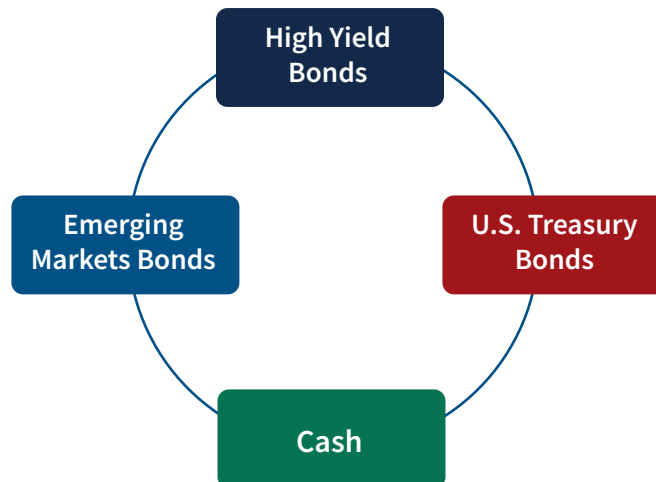 High Yield
Bonds
Emerging
Markets Bonds
U.S. Treasury
Bonds
Cash